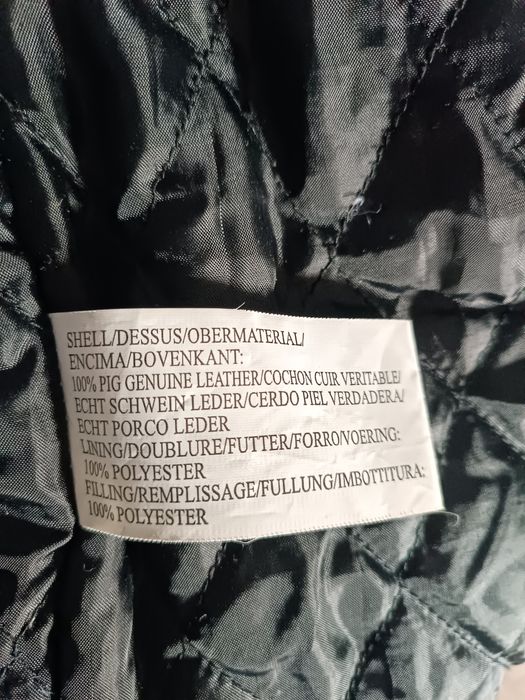 SHELL/DESSUS/OBERMATERIAL/
ENCIMA/BOVENKANT:
100% PIG GENUINE LEATHER/COCHON CUIR VERITABLE/
ECHT SCHWEIN LEDER/CERDO PIEL VERDADERA/
ECHT PORCO LEDER
LINING/DOUBLURE/FUTTER/FORRO/VOERING:
100% POLYESTER
FILLING/REMPLISSAGE/FULLUNG/IMBOTTITURA:
100% POLYESTER